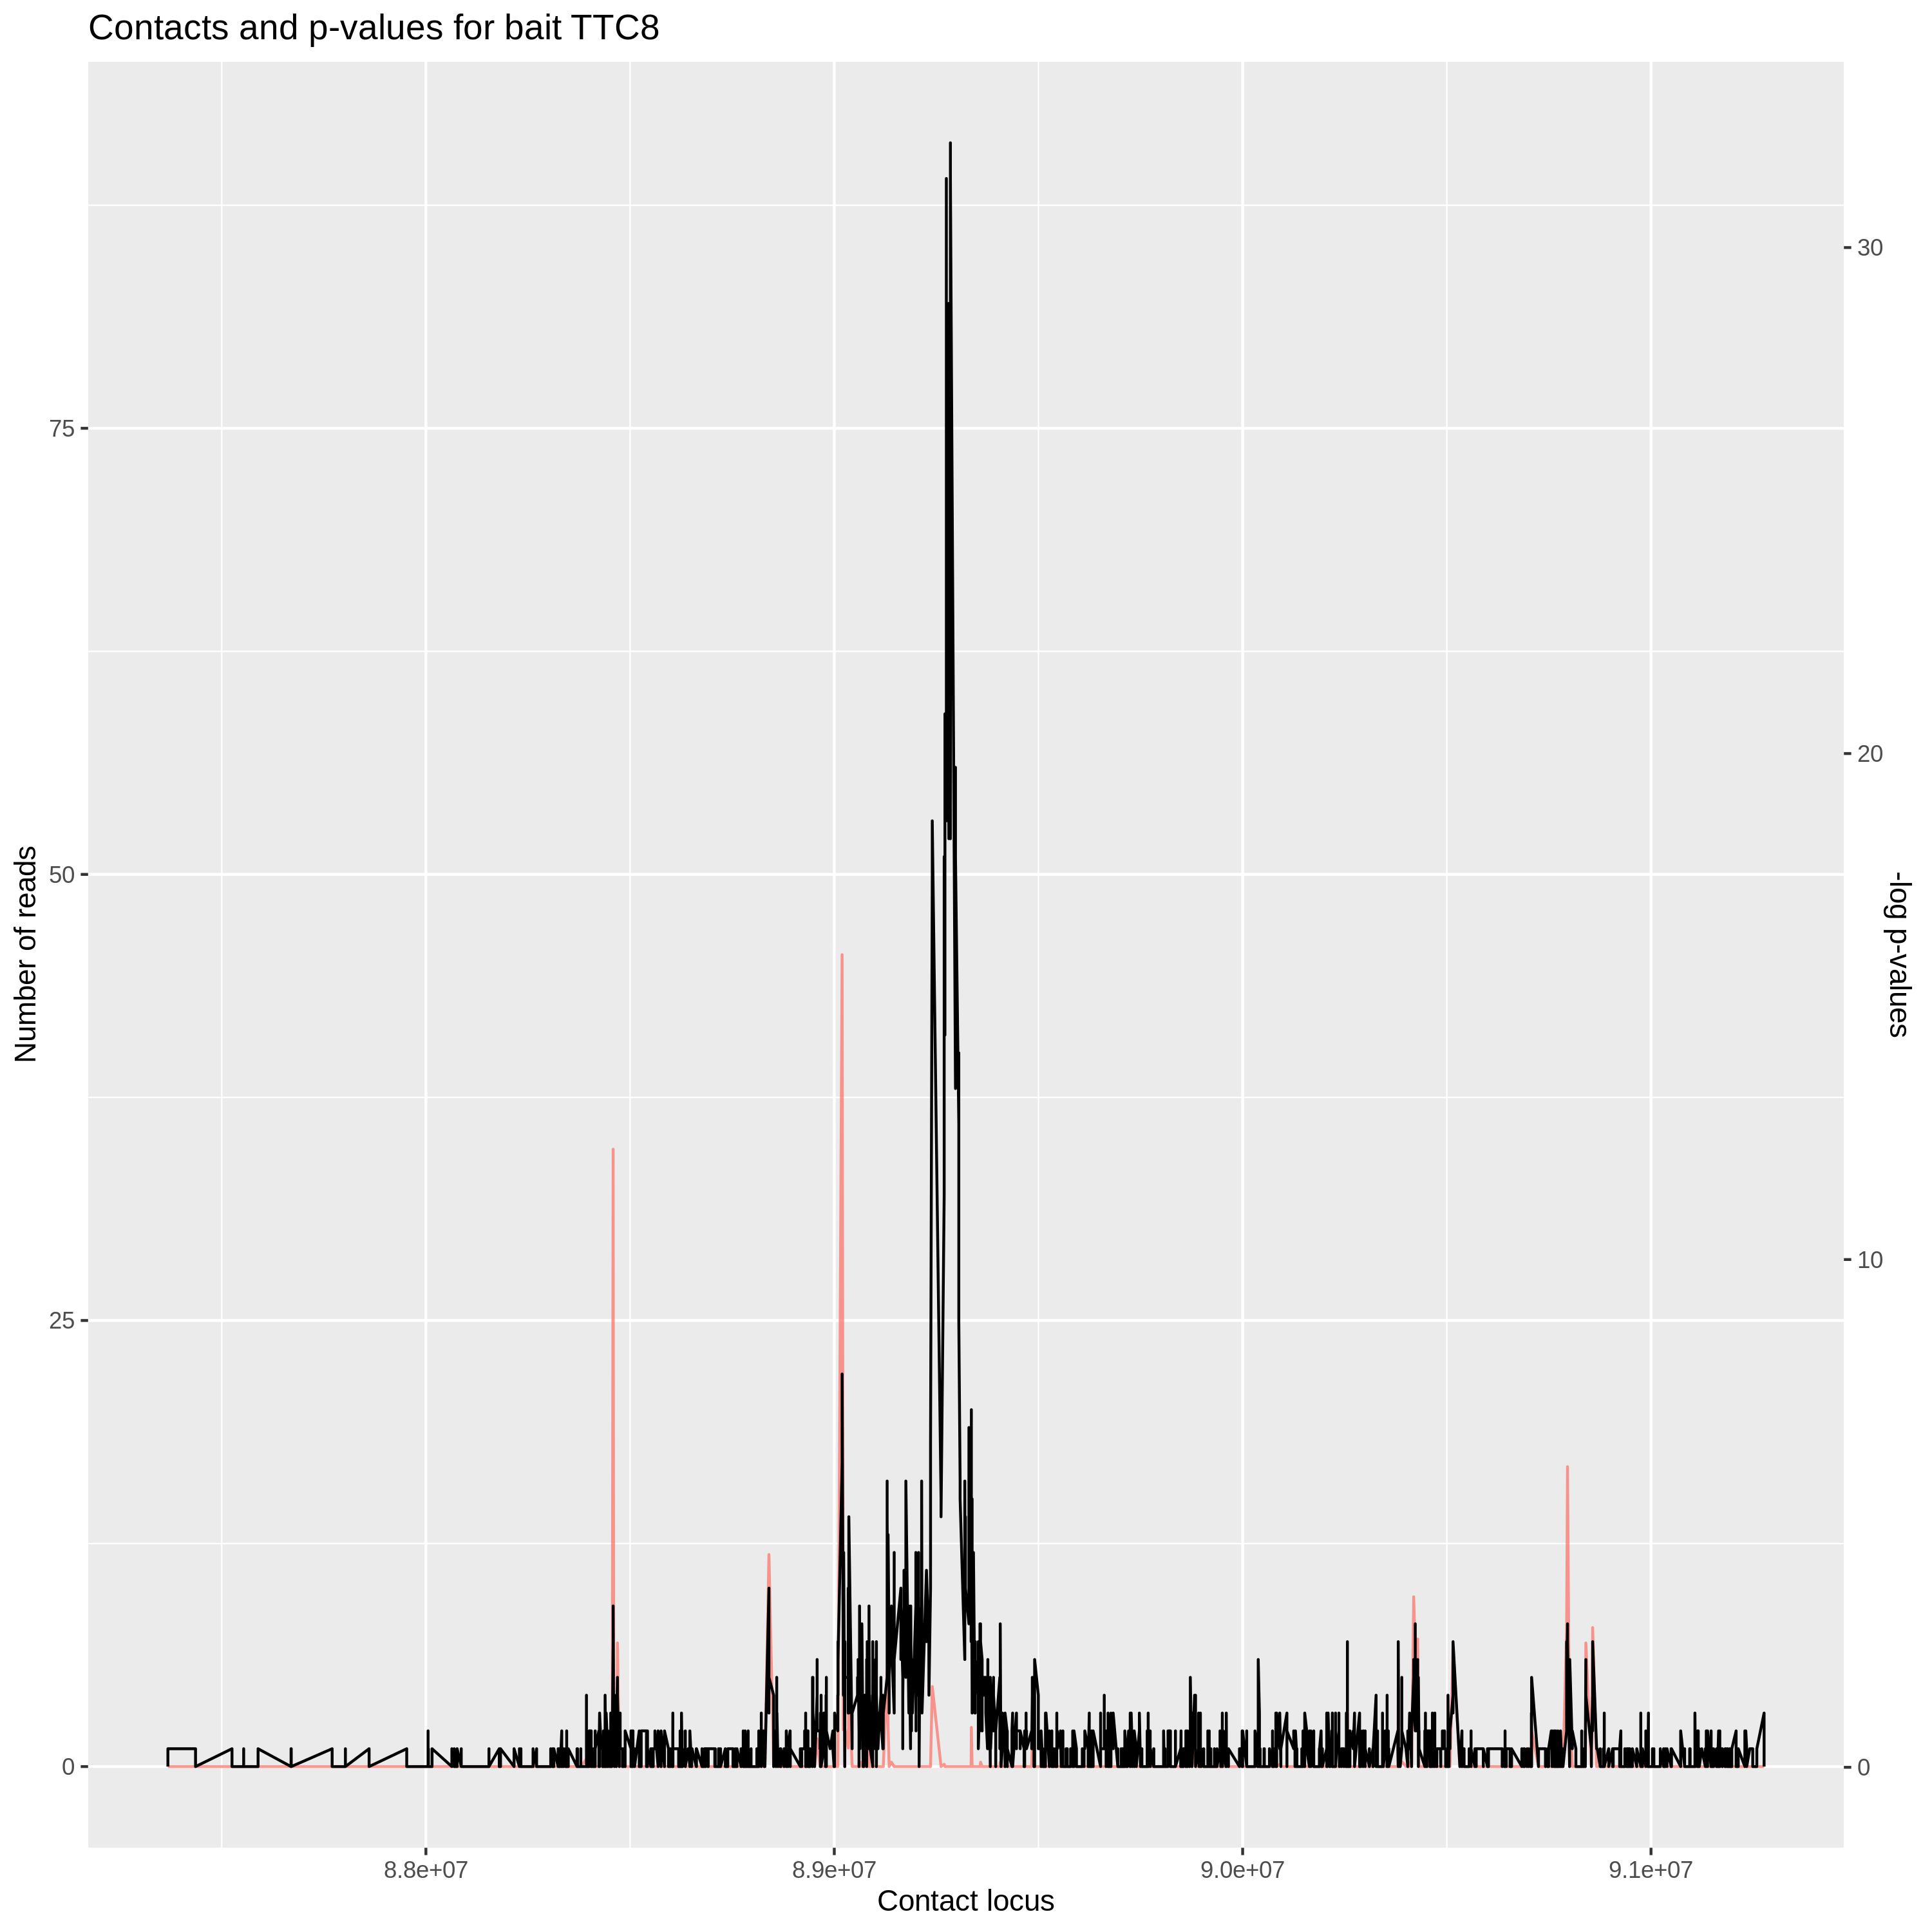 Contacts and p-values for bait TTC8
75
50
25
0
30
20
10
0
Number of reads
-log p-values
8.8e+07
8.9e+07
9.0e+07
9.1e+07
Contact locus